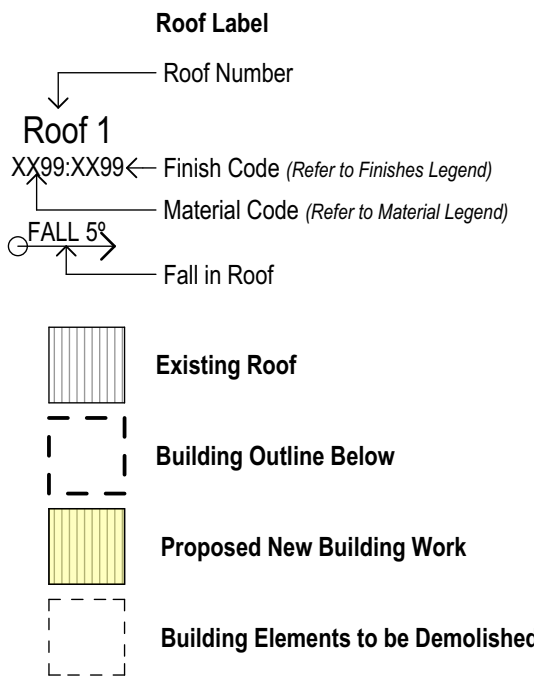 Roof Label
Roof Number
Roof 1
XX99:XX99
Finish Code (Refer to Finishes Legend)
Material Code (Refer to Material Legend)
FALL 5º
Fall in Roof
Existing Roof
Building Outline Below
Proposed New Building Work
Building Elements to be Demolished